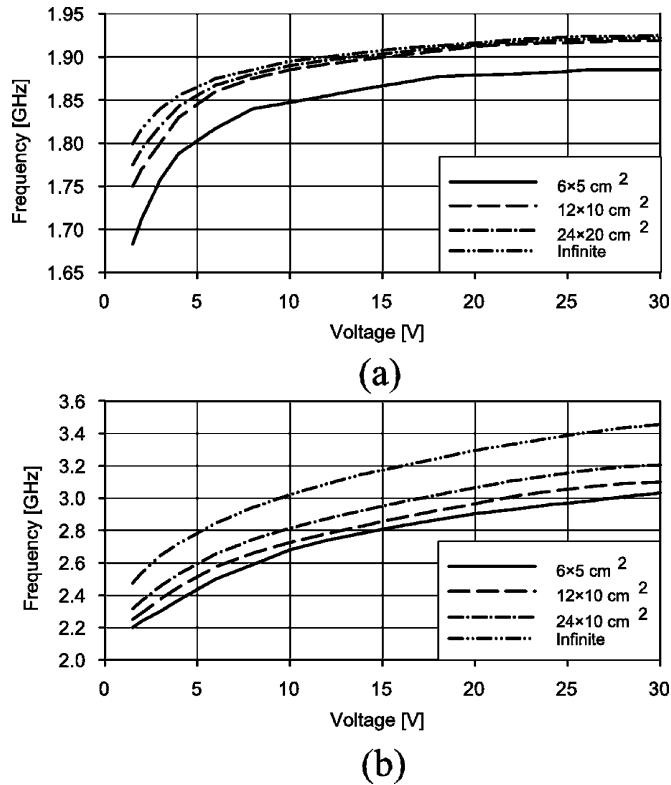 1.95
1.90
1.85
1.80
1.75
1.70
1.65
Frequency [GHz]
6×5 cm 2
12×10 cm 2
24×20 cm 2
Infinite
0 5 10 15 20 25 30
Voltage [V]
(a)
3.6
3.4
3.2
3.0
2.8
2.6
2.4
2.2
2.0
Frequency [GHz]
6×5 cm 2
12×10 cm 2
24×10 cm 2
Infinite
0 5 10 15 20 25 30
Voltage [V]
(b)